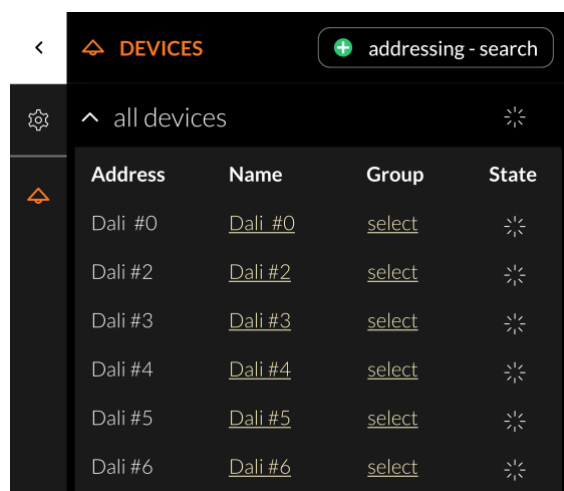 DEVICES addressing - search
all devices
Address Name Group State
Dali #0 Dali #0 select
Dali #2 Dali #2 select
Dali #3 Dali #3 select
Dali #4 Dali #4 select
Dali #5 Dali #5 select
Dali #6 Dali #6 select